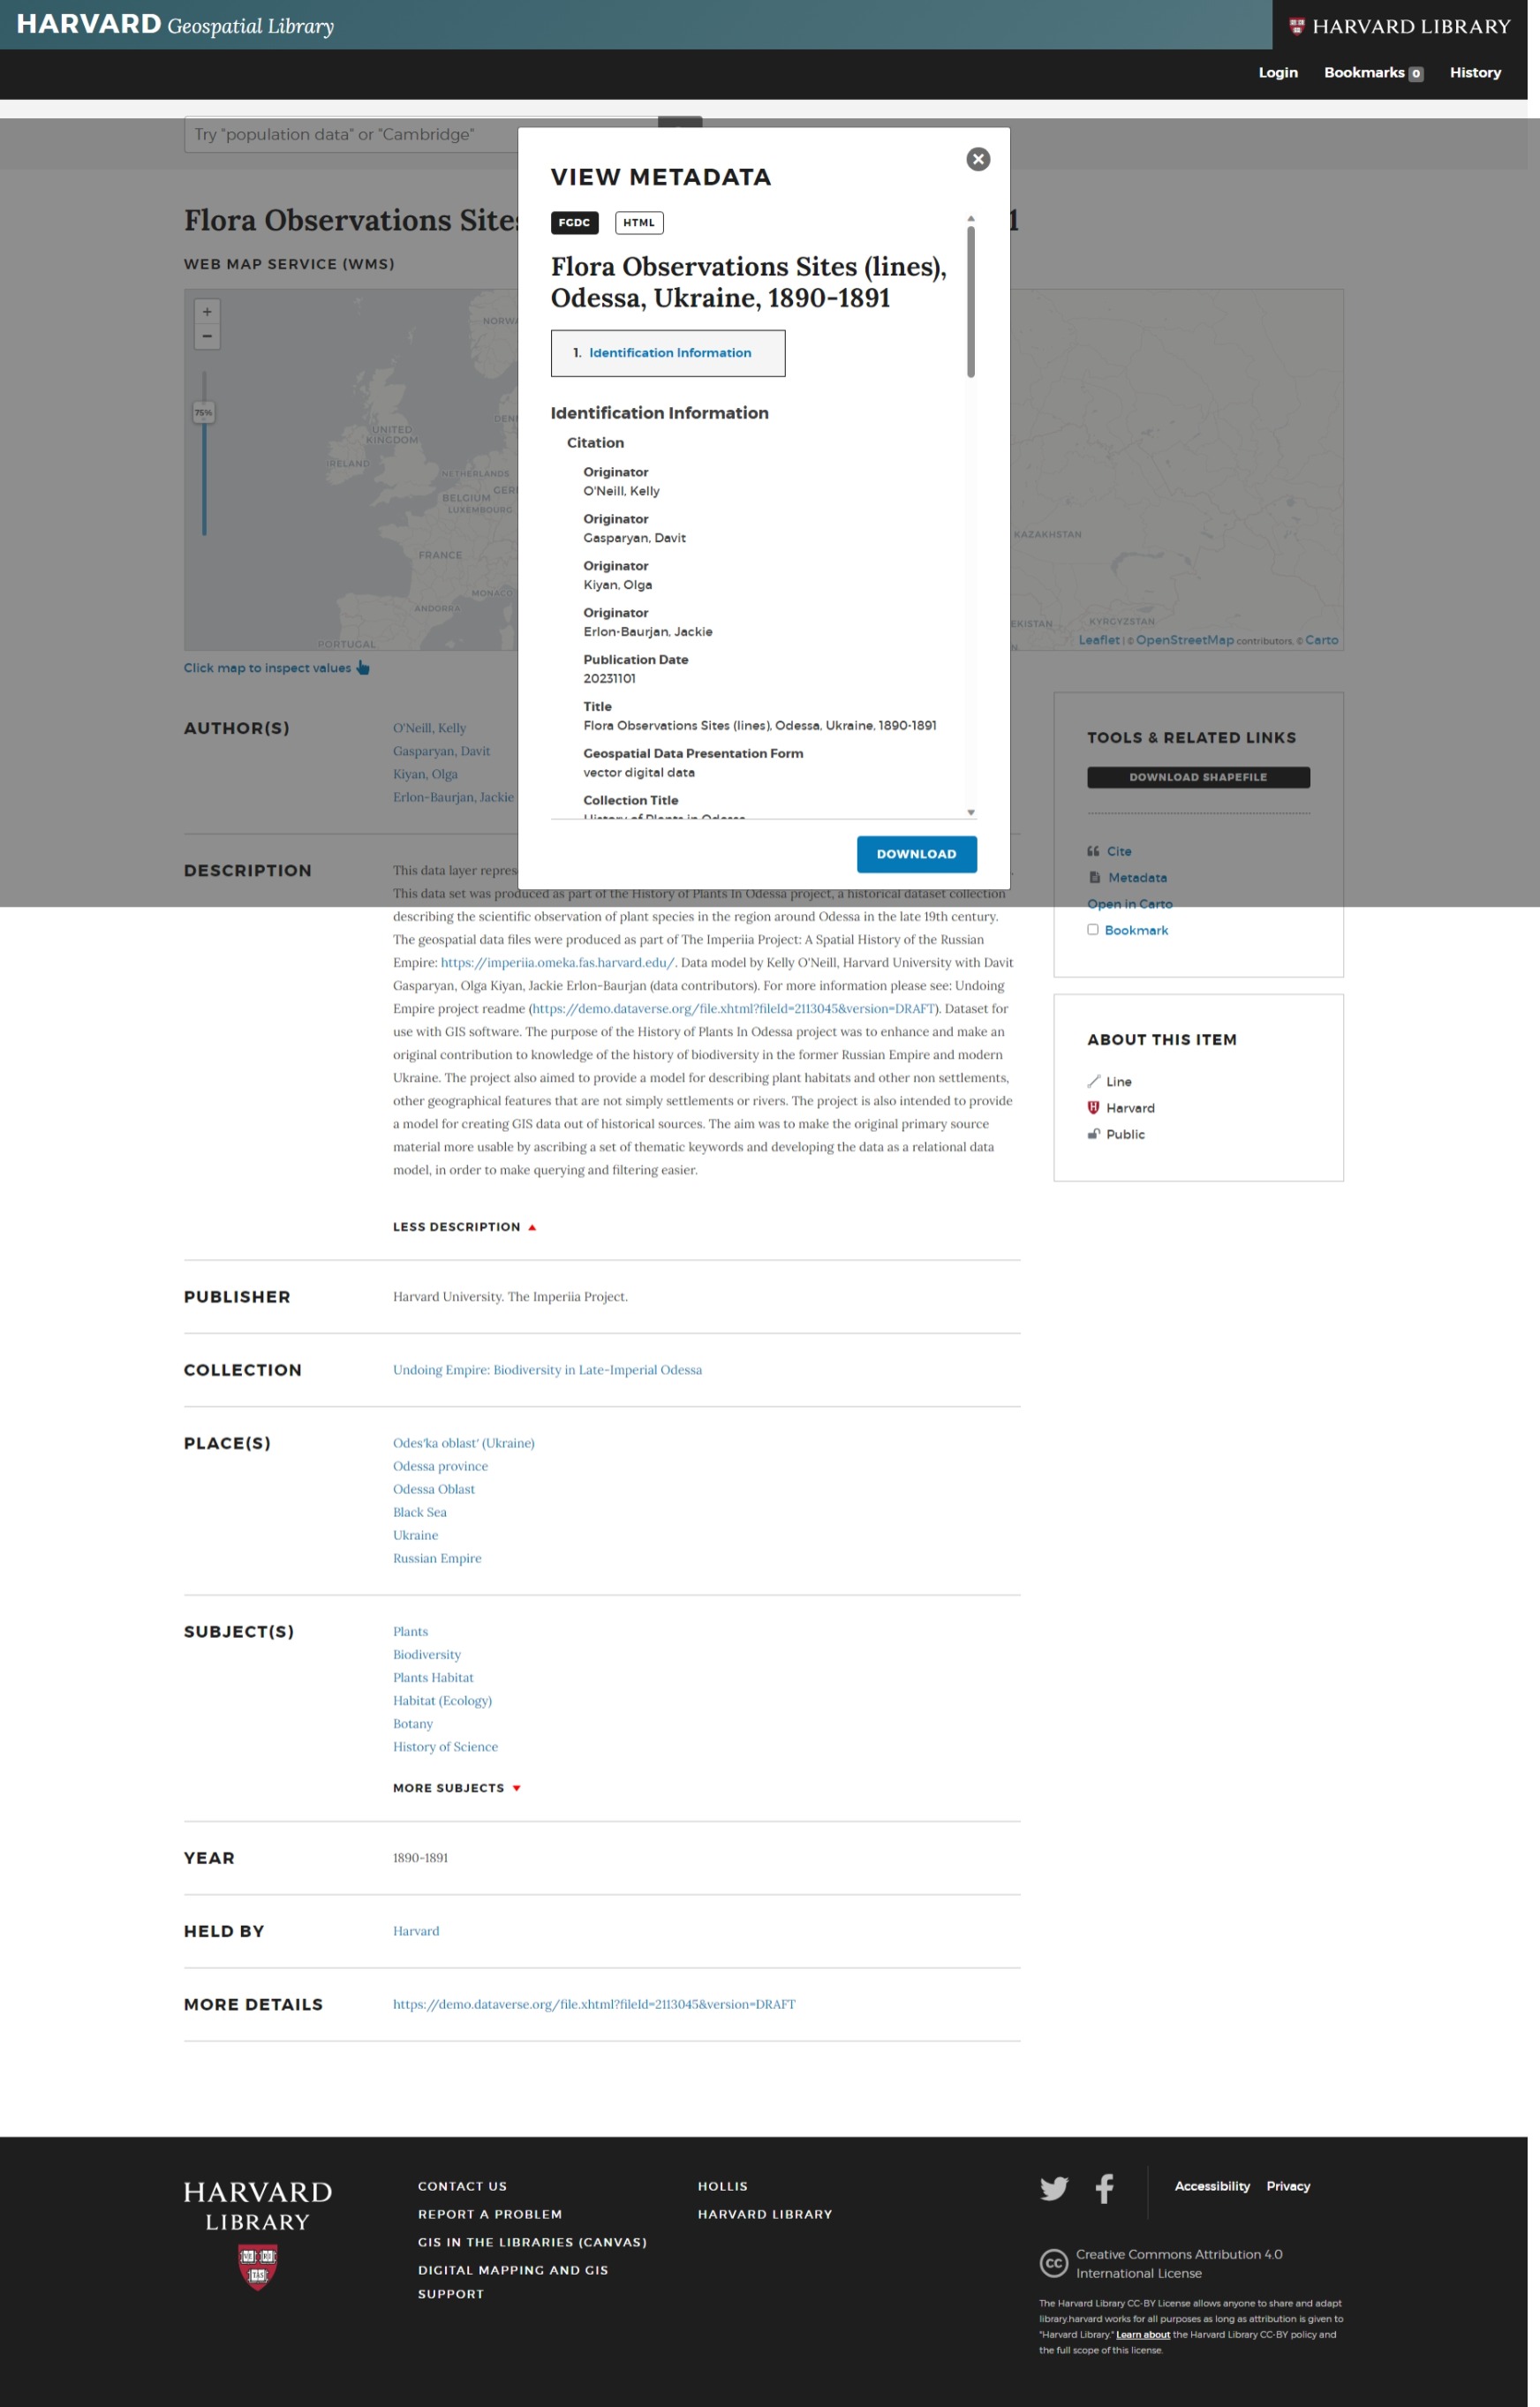 HARVARD Geospatial Library
HARVARD LIBRARY
Login Bookmarks 0 History
Try "population data" or "Cambridge"
Flora Observations Sites
1
WEB MAP SERVICE (WMS)
+
−
75%
UNITED
KINGDOM
IRELAND
NETHERLANDS
BELGIUM
LUXEMBOURG
FRANCE
MONACO
ANDORRA
PORTUGAL
KAZAKHSTAN
KYRGYZSTAN
Leaflet | © OpenStreetMap contributors, © Carto
Click map to inspect values
VIEW METADATA
FGDC HTML
Flora Observations Sites (lines),
Odessa, Ukraine, 1890-1891
1. Identification Information
Identification Information
Citation
Originator
O'Neill, Kelly
Originator
Gasparyan, Davit
Originator
Kiyan, Olga
Originator
Erlon-Baurjan, Jackie
Publication Date
20231101
Title
Flora Observations Sites (lines), Odessa, Ukraine, 1890-1891
Geospatial Data Presentation Form
vector digital data
Collection Title
History of Plants in Odessa
DOWNLOAD
AUTHOR(S)
O'Neill, Kelly
Gasparyan, Davit
Kiyan, Olga
Erlon-Baurjan, Jackie
DESCRIPTION
This data layer repres
This data set was produced as part of the History of Plants In Odessa project, a historical dataset collection
describing the scientific observation of plant species in the region around Odessa in the late 19th century.
The geospatial data files were produced as part of The Imperiia Project: A Spatial History of the Russian
Empire: https://imperiia.omeka.fas.harvard.edu/. Data model by Kelly O'Neill, Harvard University with Davit
Gasparyan, Olga Kiyan, Jackie Erlon-Baurjan (data contributors). For more information please see: Undoing
Empire project readme (https://demo.dataverse.org/file.xhtml?fileId=2113045&version=DRAFT). Dataset for
use with GIS software. The purpose of the History of Plants In Odessa project was to enhance and make an
original contribution to knowledge of the history of biodiversity in the former Russian Empire and modern
Ukraine. The project also aimed to provide a model for describing plant habitats and other non settlements,
other geographical features that are not simply settlements or rivers. The project is also intended to provide
a model for creating GIS data out of historical sources. The aim was to make the original primary source
material more usable by ascribing a set of thematic keywords and developing the data as a relational data
model, in order to make querying and filtering easier.
LESS DESCRIPTION
PUBLISHER
Harvard University. The Imperiia Project.
COLLECTION
Undoing Empire: Biodiversity in Late-Imperial Odessa
PLACE(S)
Odes'ka oblast' (Ukraine)
Odessa province
Odessa Oblast
Black Sea
Ukraine
Russian Empire
SUBJECT(S)
Plants
Biodiversity
Plants Habitat
Habitat (Ecology)
Botany
History of Science
MORE SUBJECTS
YEAR
1890-1891
HELD BY
Harvard
MORE DETAILS
https://demo.dataverse.org/file.xhtml?fileId=2113045&version=DRAFT
TOOLS & RELATED LINKS
DOWNLOAD SHAPEFILE
Cite
Metadata
Open in Carto
Bookmark
ABOUT THIS ITEM
Line
Harvard
Public
HARVARD
LIBRARY
CONTACT US
REPORT A PROBLEM
GIS IN THE LIBRARIES (CANVAS)
DIGITAL MAPPING AND GIS
SUPPORT
HOLLIS
HARVARD LIBRARY
Accessibility Privacy
cc
Creative Commons Attribution 4.0
International License
The Harvard Library CC-BY License allows anyone to share and adapt
library.harvard works for all purposes as long as attribution is given to
"Harvard Library." Learn about the Harvard Library CC-BY policy and
the full scope of this license.